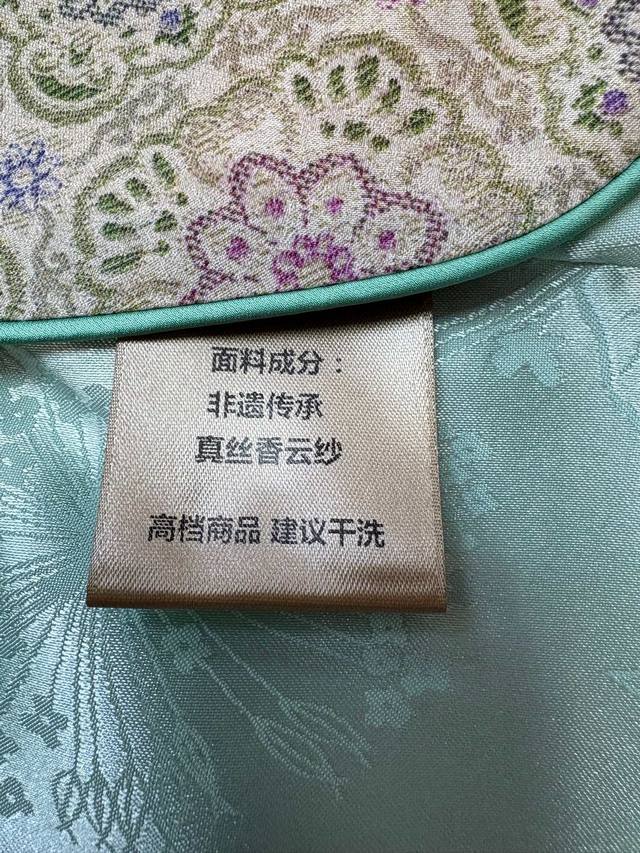 面料成分：
非遗传承
真丝香云纱
高档商品 建议干洗